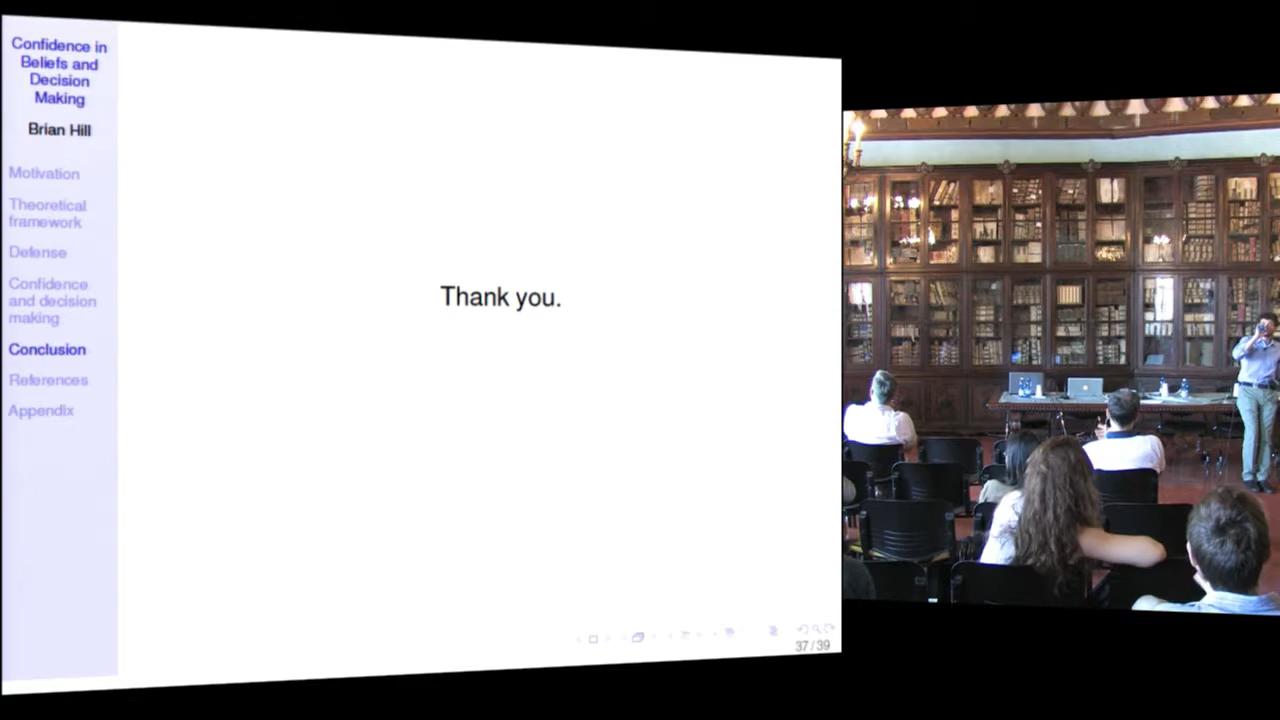 Confidence in
Beliefs and
Decision
Making
Brian Hill
Motivation
Theoretical
framework
Defense
Confidence
and decision
making
Conclusion
References
Appendix
Thank you.
37 / 39